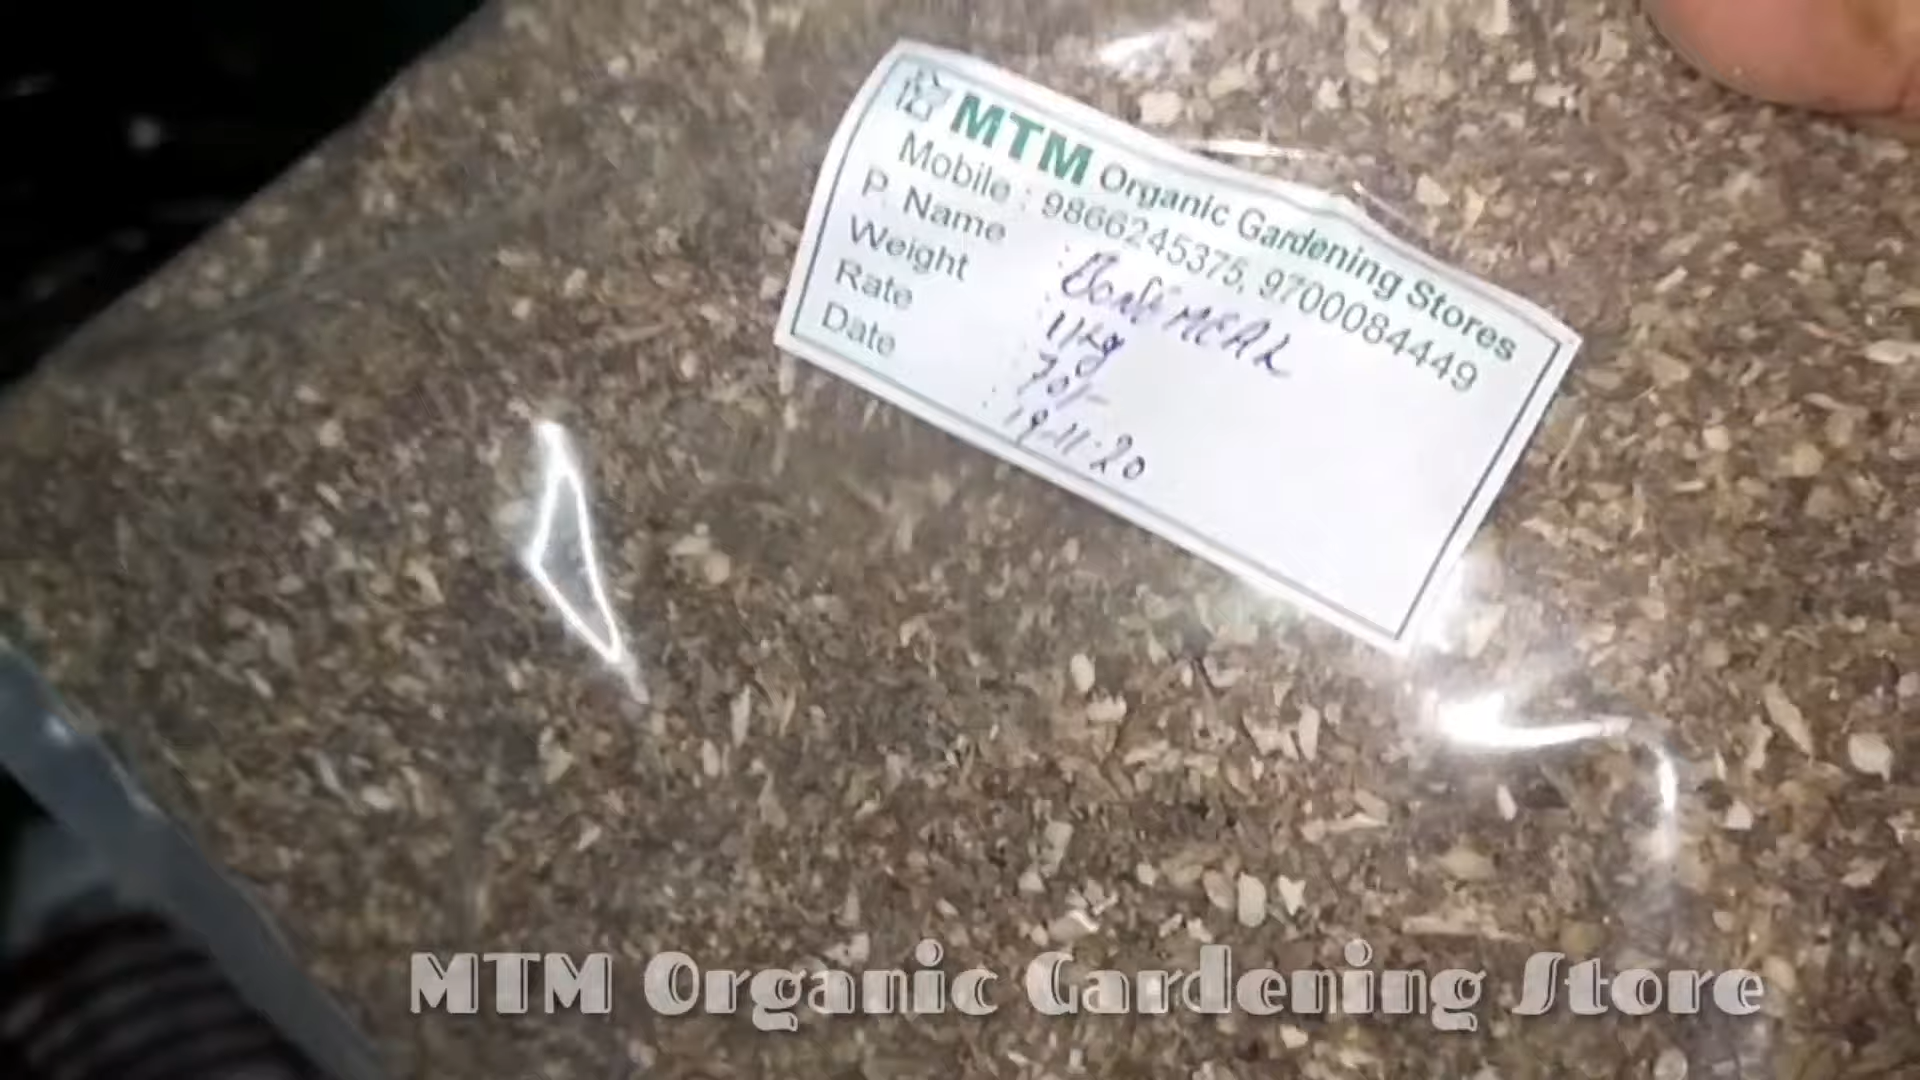 MTM Organic Gardening Stores
Mobile : 9866245375, 9700084449
P. Name : Bone MEAL
Weight : 1kg
Rate : 70/-
Date : 19.11.20
MTM Organic Gardening Store